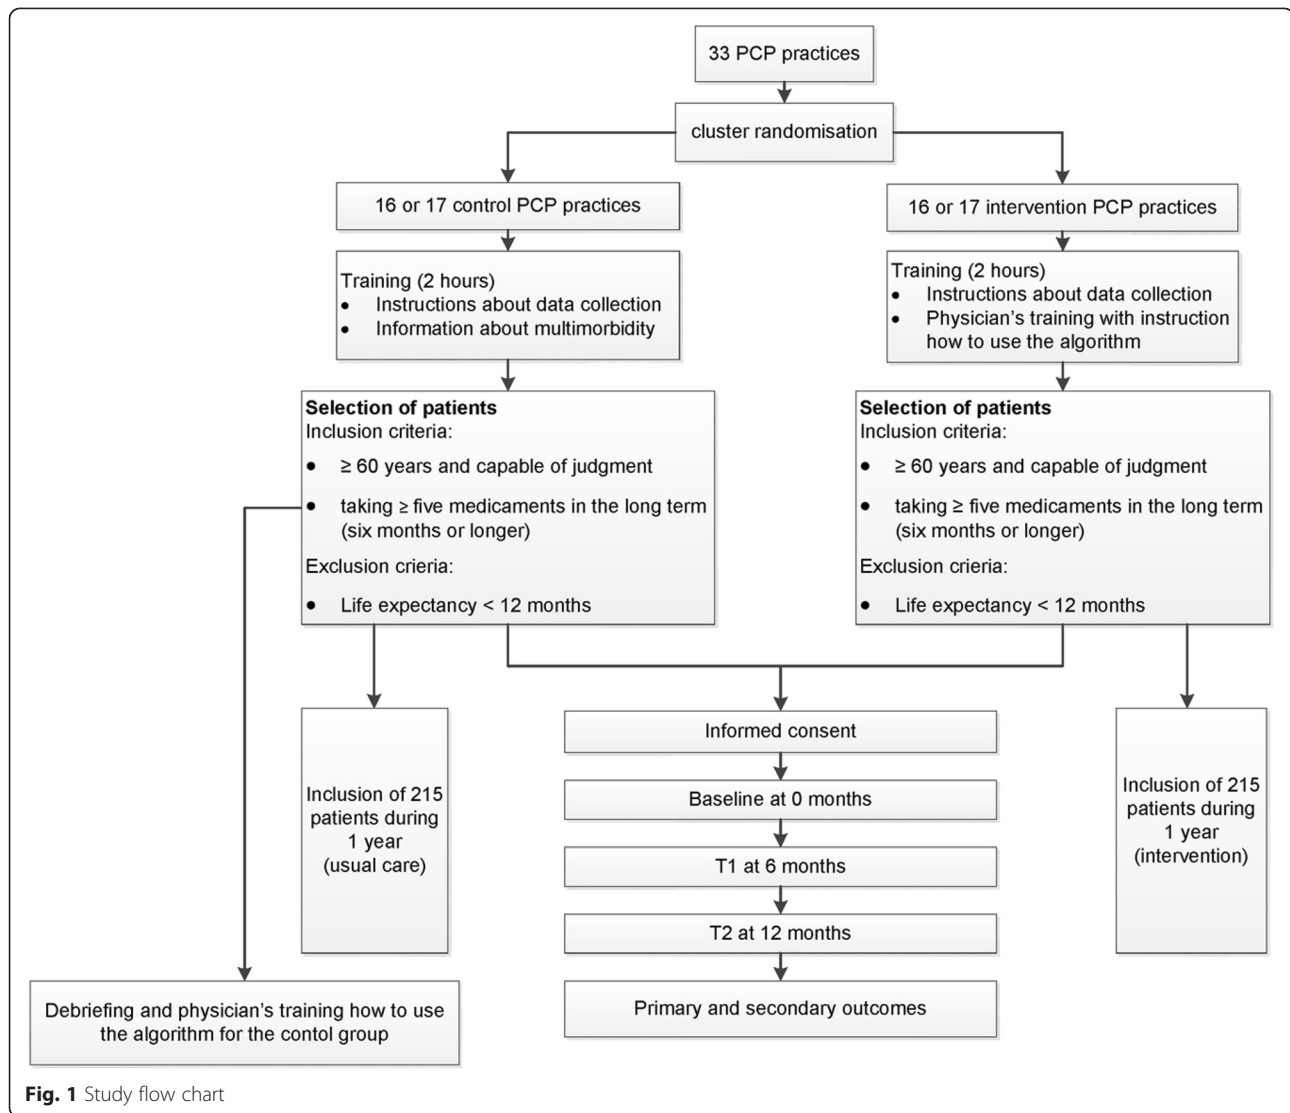 33 PCP practices
cluster randomisation
16 or 17 control PCP practices
16 or 17 intervention PCP practices
Training (2 hours)
• Instructions about data collection
• Information about multimorbidity
Training (2 hours)
• Instructions about data collection
• Physician's training with instruction
how to use the algorithm
Selection of patients
Inclusion criteria:
• ≥ 60 years and capable of judgment
• taking ≥ five medicaments in the long term
(six months or longer)
Exclusion crieria:
• Life expectancy < 12 months
Selection of patients
Inclusion criteria:
• ≥ 60 years and capable of judgment
• taking ≥ five medicaments in the long term
(six months or longer)
Exclusion crieria:
• Life expectancy < 12 months
Inclusion of 215
patients during
1 year
(usual care)
Informed consent
Baseline at 0 months
T1 at 6 months
T2 at 12 months
Primary and secondary outcomes
Inclusion of 215
patients during
1 year
(intervention)
Debriefing and physician's training how to use
the algorithm for the contol group
Fig. 1 Study flow chart